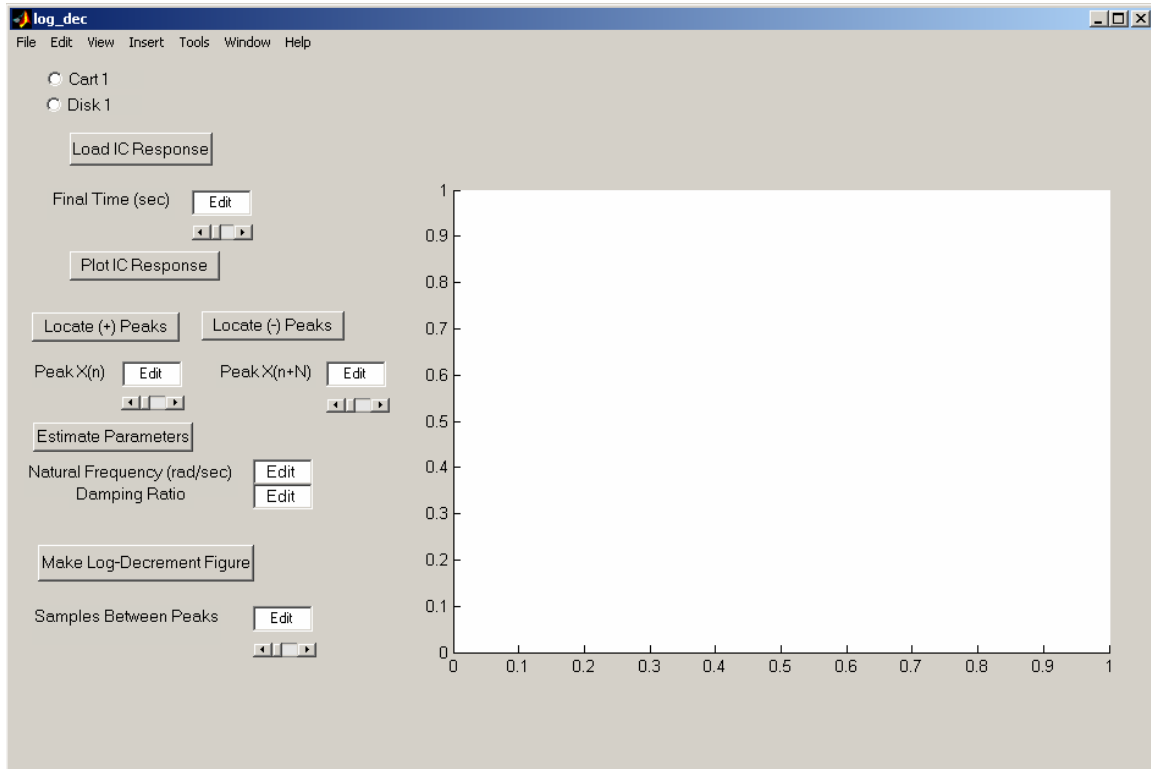 log_dec
File Edit View Insert Tools Window Help
Cart 1
Disk 1
Load IC Response
Final Time (sec) Edit
Plot IC Response
Locate (+) Peaks Locate (-) Peaks
Peak X(n) Edit Peak X(n+N) Edit
Estimate Parameters
Natural Frequency (rad/sec) Edit
Damping Ratio Edit
Make Log-Decrement Figure
Samples Between Peaks Edit
1
0.9
0.8
0.7
0.6
0.5
0.4
0.3
0.2
0.1
0
0 0.1 0.2 0.3 0.4 0.5 0.6 0.7 0.8 0.9 1